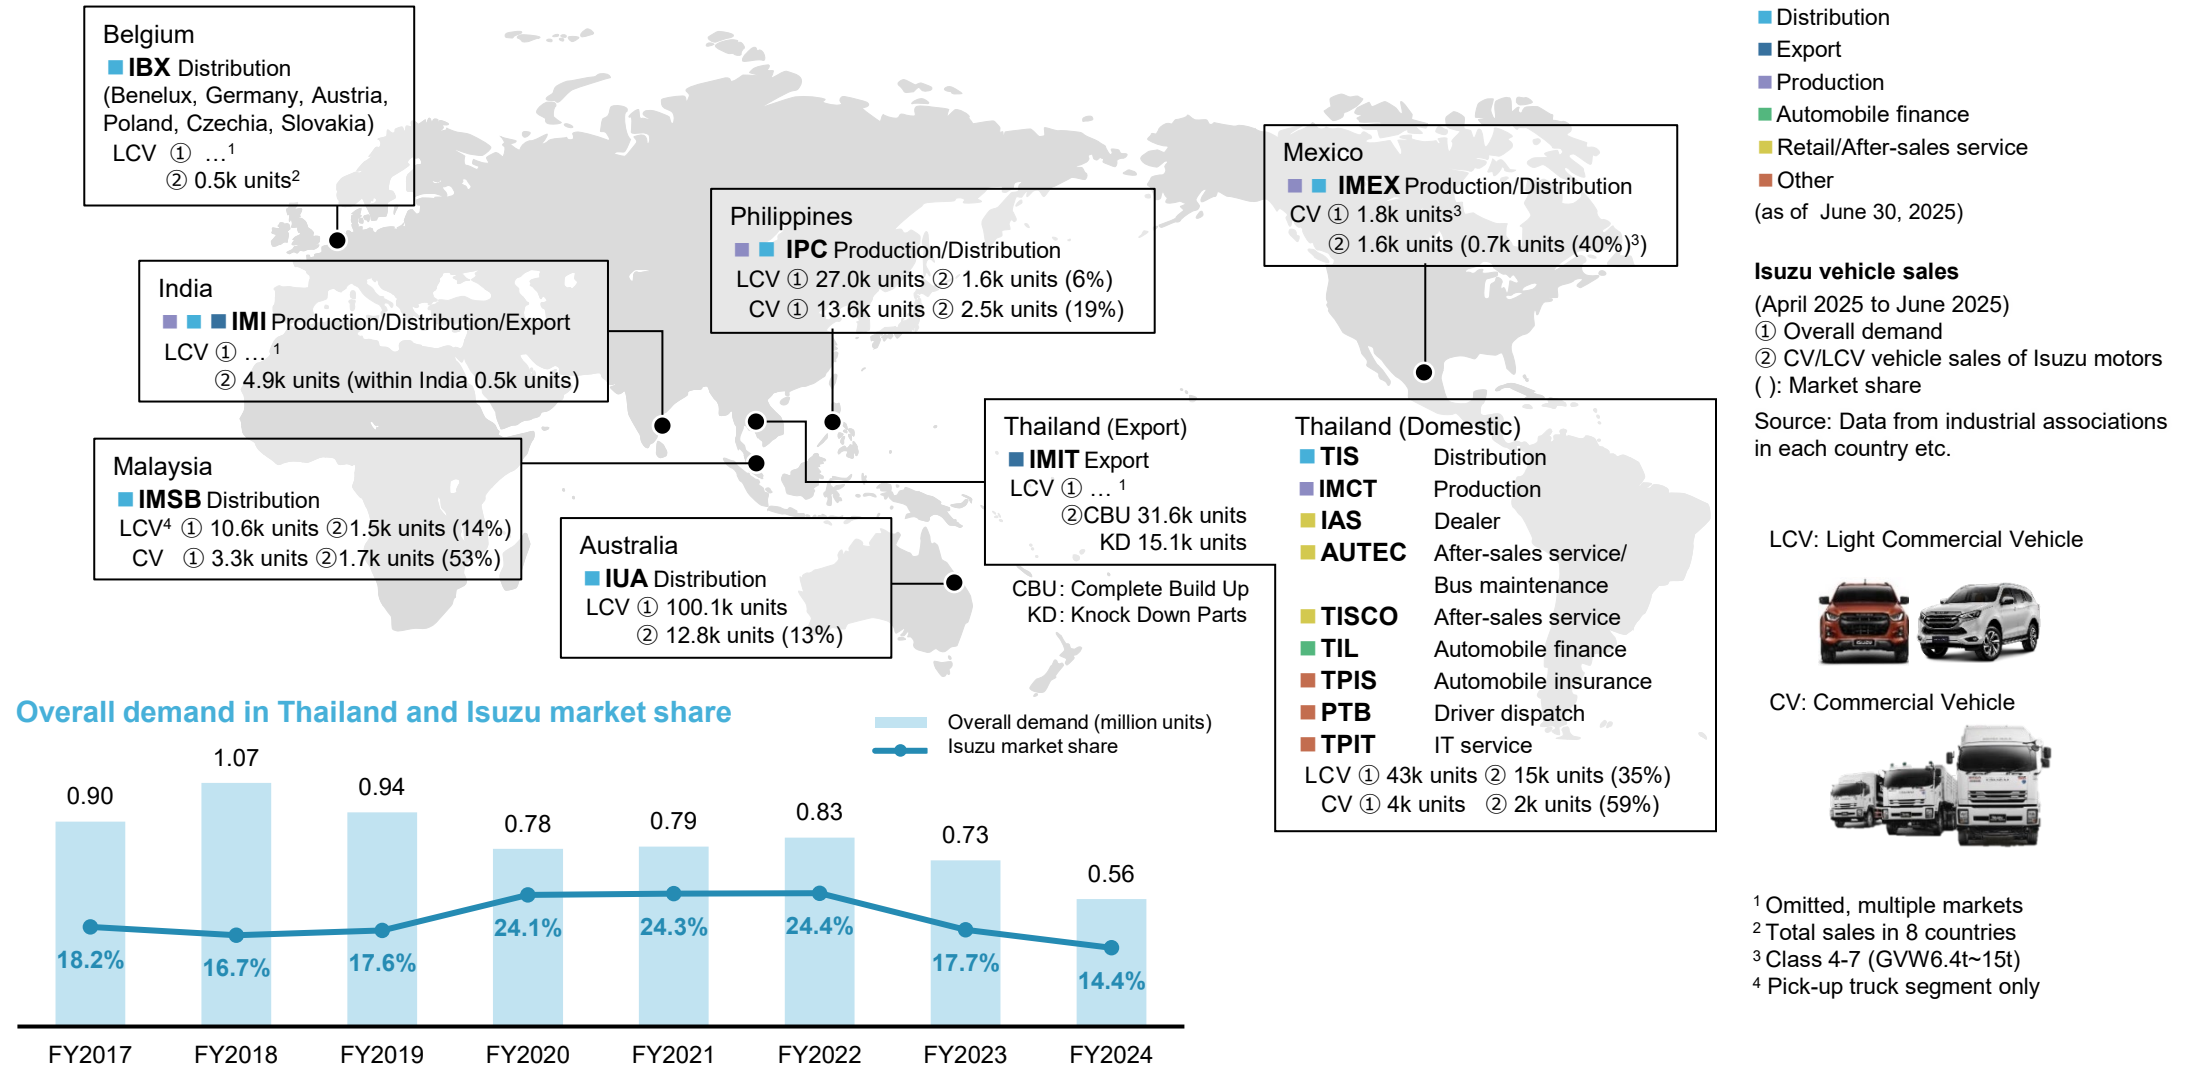 Belgium
IBX Distribution
(Benelux, Germany, Austria,
Poland, Czechia, Slovakia)
LCV ① …¹
② 0.5k units²
India
IMI Production/Distribution/Export
LCV ① … ¹
② 4.9k units (within India 0.5k units)
Malaysia
IMSB Distribution
LCV⁴ ① 10.6k units ②1.5k units (14%)
CV ① 3.3k units ②1.7k units (53%)
Philippines
IPC Production/Distribution
LCV ① 27.0k units ② 1.6k units (6%)
CV ① 13.6k units ② 2.5k units (19%)
Australia
IUA Distribution
LCV ① 100.1k units
② 12.8k units (13%)
Mexico
IMEX Production/Distribution
CV ① 1.8k units³
② 1.6k units (0.7k units (40%)³)
Thailand (Export)
IMIT Export
LCV ① … ¹
②CBU 31.6k units
KD 15.1k units
CBU: Complete Build Up
KD: Knock Down Parts
Thailand (Domestic)
TIS Distribution
IMCT Production
IAS Dealer
AUTEC After-sales service/
Bus maintenance
TISCO After-sales service
TIL Automobile finance
TPIS Automobile insurance
PTB Driver dispatch
TPIT IT service
LCV ① 43k units ② 15k units (35%)
CV ① 4k units ② 2k units (59%)
Distribution
Export
Production
Automobile finance
Retail/After-sales service
Other
(as of June 30, 2025)
Isuzu vehicle sales
(April 2025 to June 2025)
① Overall demand
② CV/LCV vehicle sales of Isuzu motors
( ): Market share
Source: Data from industrial associations
in each country etc.
LCV: Light Commercial Vehicle
CV: Commercial Vehicle
¹ Omitted, multiple markets
² Total sales in 8 countries
³ Class 4-7 (GVW6.4t~15t)
⁴ Pick-up truck segment only
Overall demand in Thailand and Isuzu market share
Overall demand (million units)
Isuzu market share
0.90 1.07 0.94 0.78 0.79 0.83 0.73 0.56
18.2% 16.7% 17.6% 24.1% 24.3% 24.4% 17.7% 14.4%
FY2017 FY2018 FY2019 FY2020 FY2021 FY2022 FY2023 FY2024